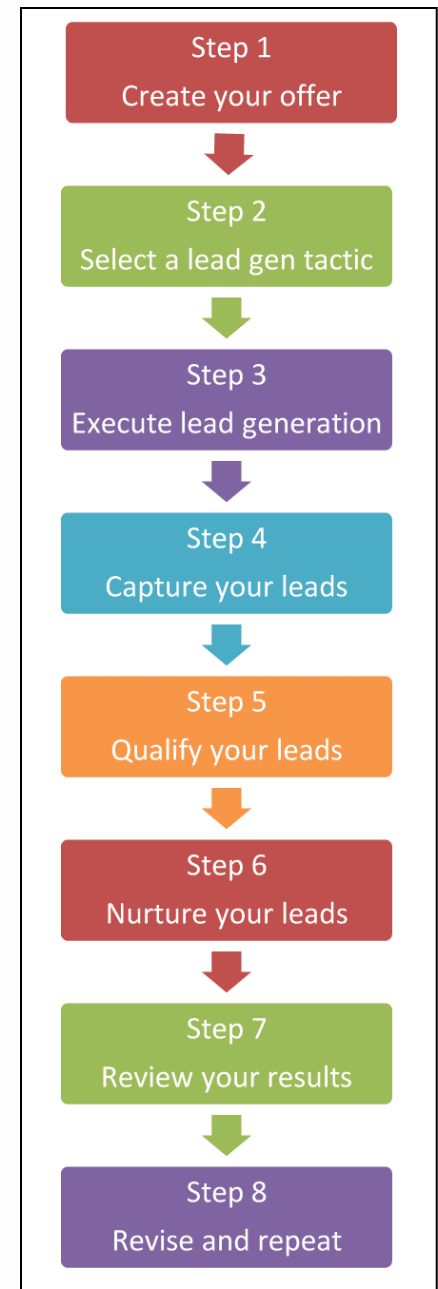 Step 1
Create your offer
Step 2
Select a lead gen tactic
Step 3
Execute lead generation
Step 4
Capture your leads
Step 5
Qualify your leads
Step 6
Nurture your leads
Step 7
Review your results
Step 8
Revise and repeat